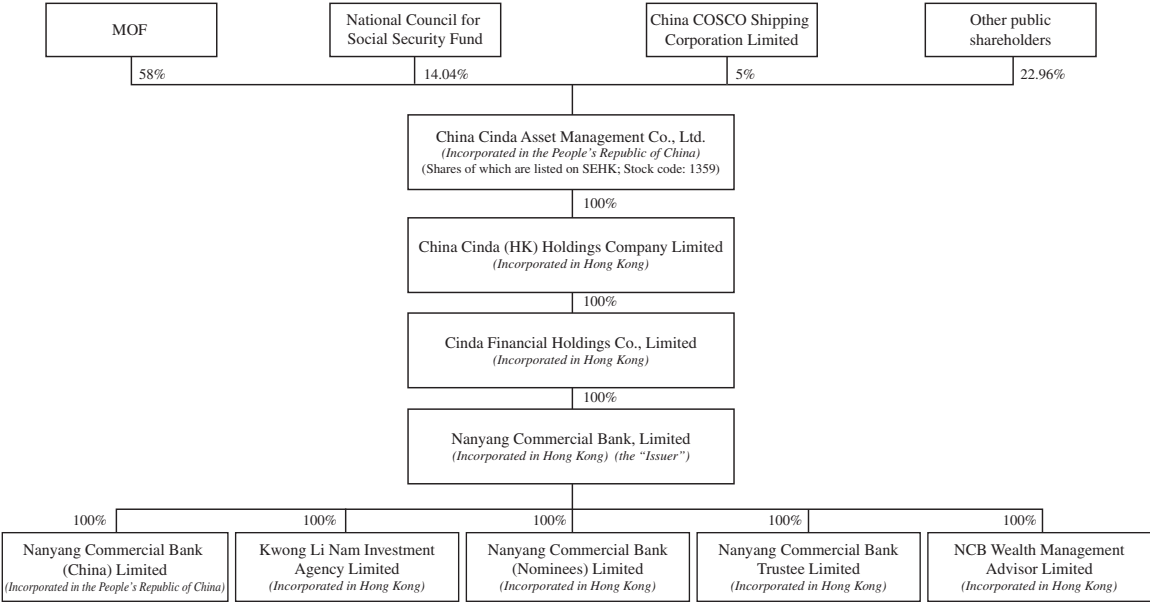 MOF
National Council for
Social Security Fund
China COSCO Shipping
Corporation Limited
Other public
shareholders
58%
14.04%
5%
22.96%
China Cinda Asset Management Co., Ltd.
(Incorporated in the People's Republic of China)
(Shares of which are listed on SEHK; Stock code: 1359)
100%
China Cinda (HK) Holdings Company Limited
(Incorporated in Hong Kong)
100%
Cinda Financial Holdings Co., Limited
(Incorporated in Hong Kong)
100%
Nanyang Commercial Bank, Limited
(Incorporated in Hong Kong) (the “Issuer”)
100%
100%
100%
100%
100%
Nanyang Commercial Bank
(China) Limited
(Incorporated in the People's Republic of China)
Kwong Li Nam Investment
Agency Limited
(Incorporated in Hong Kong)
Nanyang Commercial Bank
(Nominees) Limited
(Incorporated in Hong Kong)
Nanyang Commercial Bank
Trustee Limited
(Incorporated in Hong Kong)
NCB Wealth Management
Advisor Limited
(Incorporated in Hong Kong)